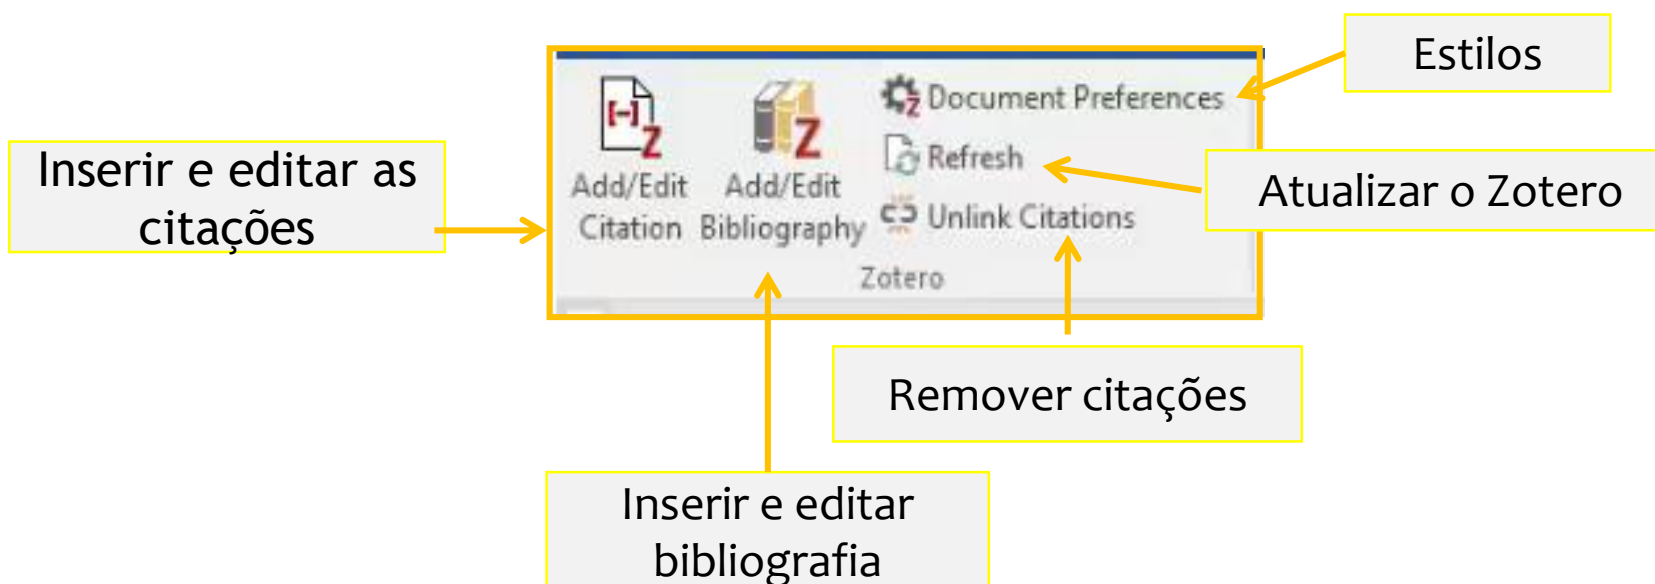 Estilos
Document Preferences
Refresh
Unlink Citations
Add/Edit
Citation
Add/Edit
Bibliography
Zotero
Inserir e editar as
citações
Atualizar o Zotero
Remover citações
Inserir e editar
bibliografia